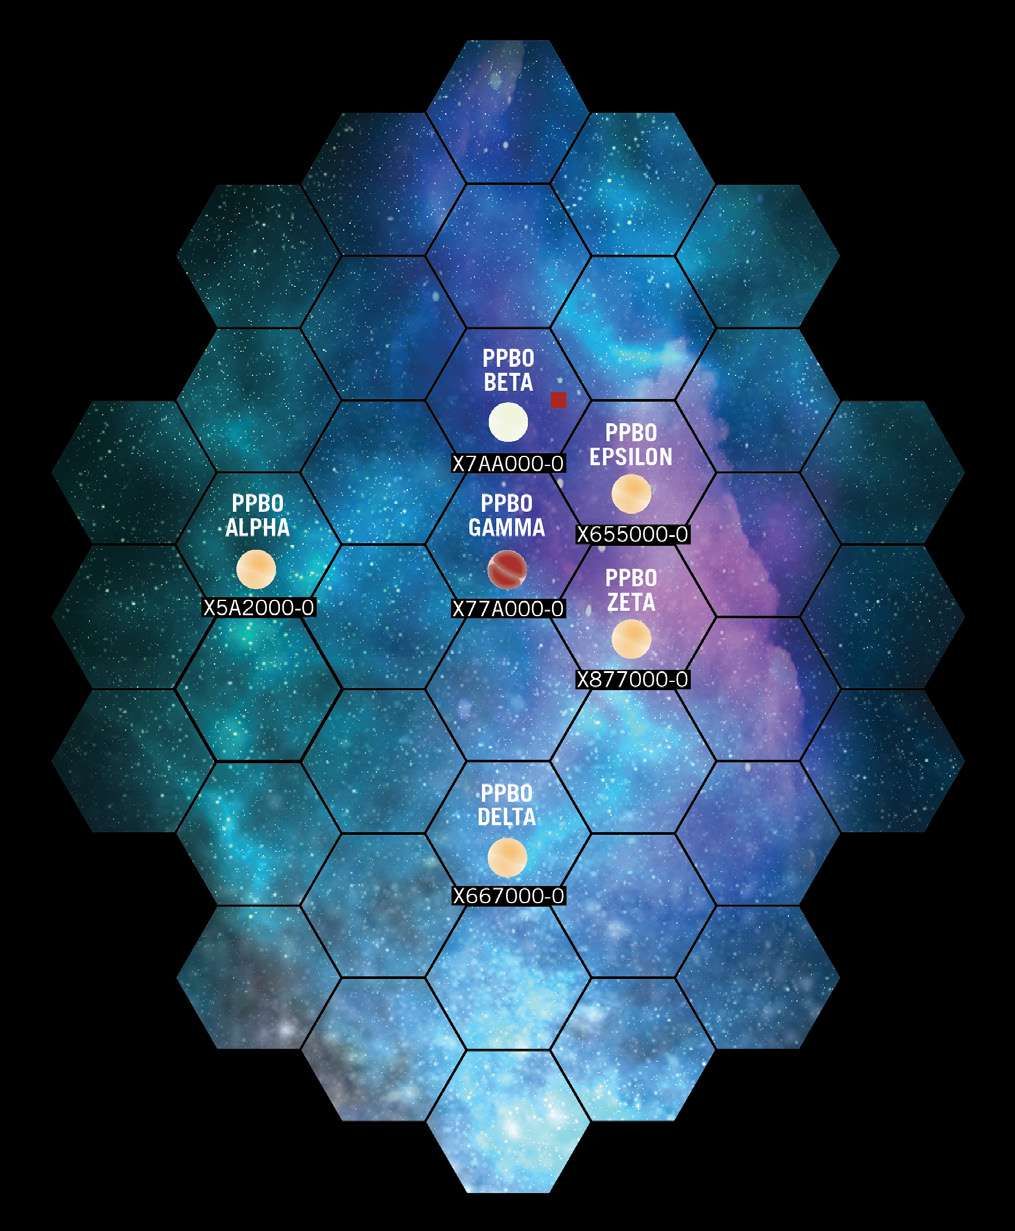 PPBO
BETA
X7AA000-0
PPBO
EPSILON
X655000-0
PPBO
ALPHA
X5A2000-0
PPBO
GAMMA
X77A000-0
PPBO
ZETA
X877000-0
PPBO
DELTA
X667000-0